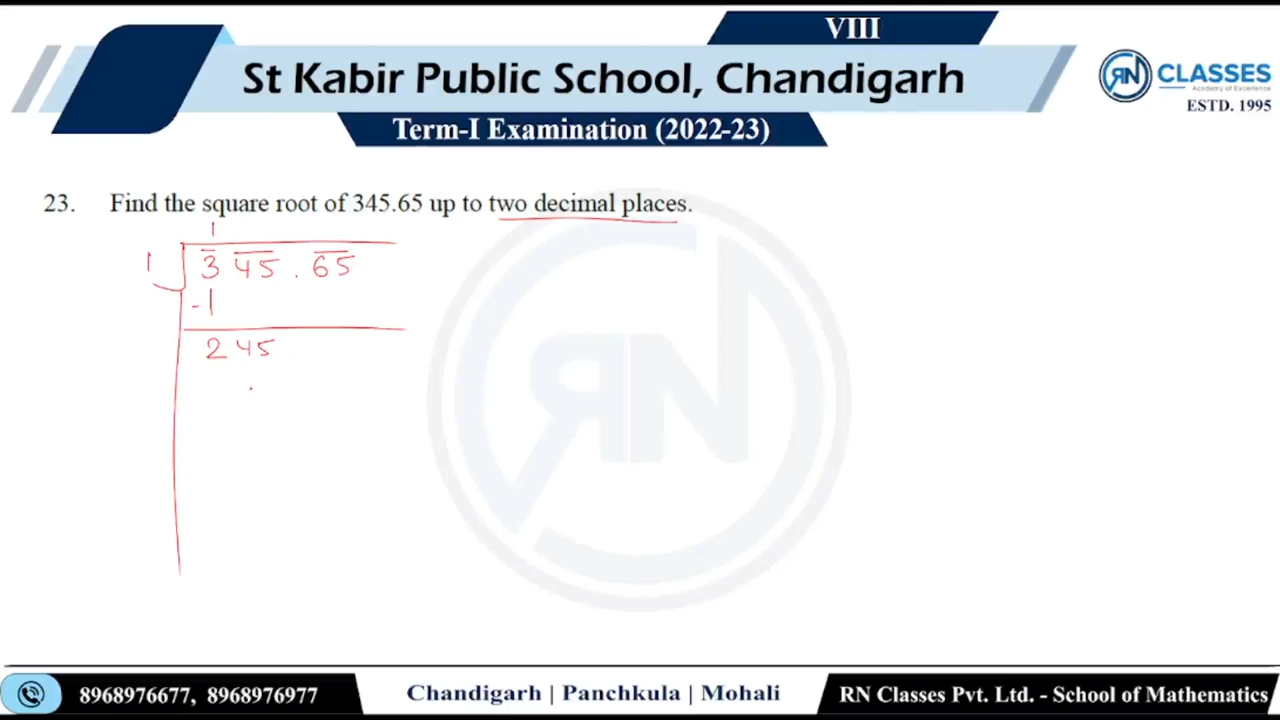 VIII
St Kabir Public School, Chandigarh
RN CLASSES
Academy of Excellence
ESTD. 1995
Term-I Examination (2022-23)
23. Find the square root of 345.65 up to two decimal places.
1
1 3 45 . 65
-1
2 45
RN
8968976677, 8968976977
Chandigarh | Panchkula | Mohali
RN Classes Pvt. Ltd. - School of Mathematics